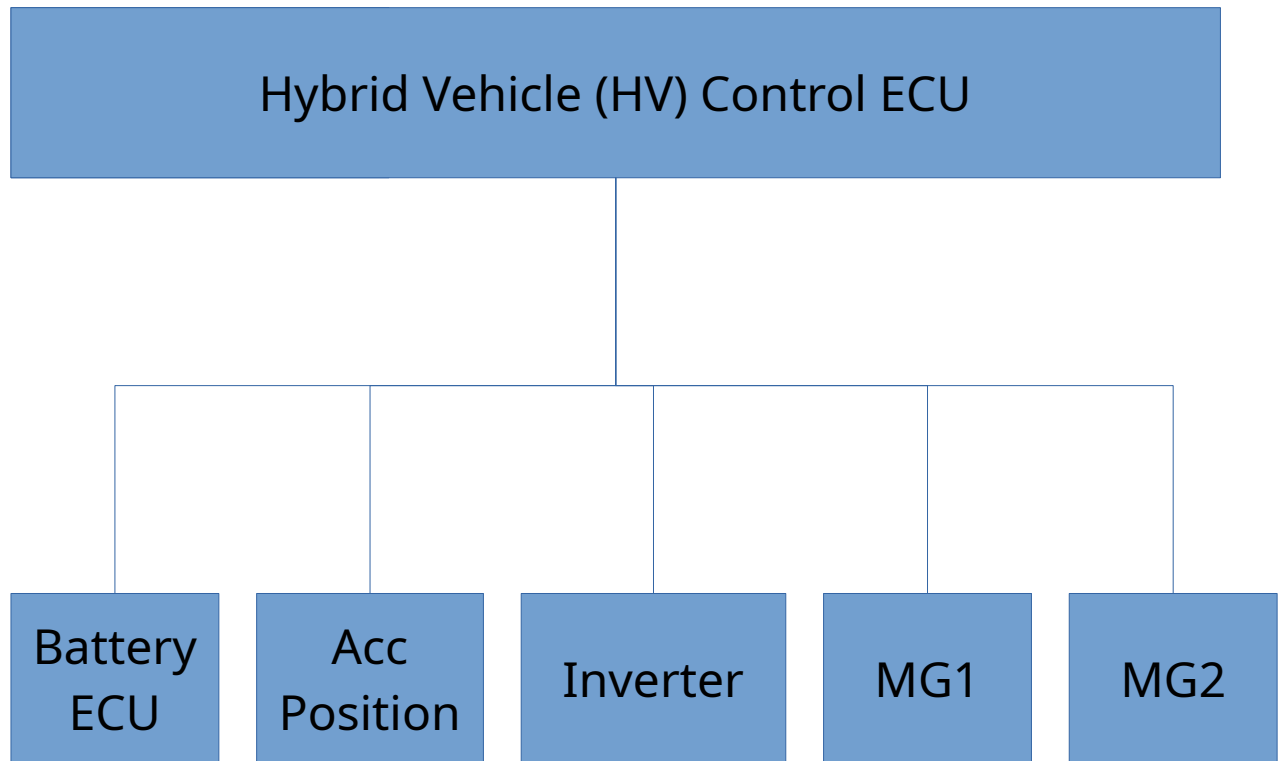 Hybrid Vehicle (HV) Control ECU
Battery
ECU
Acc
Position
Inverter
MG1
MG2